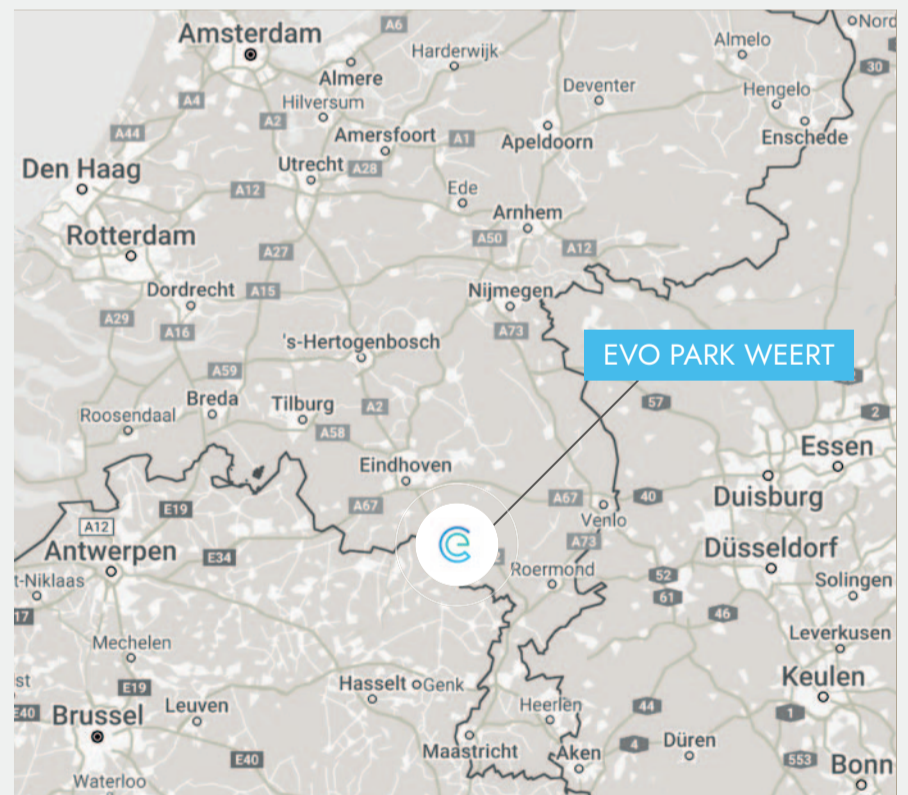 A6
Nord
Amsterdam
Almelo
Harderwijk
30
Almere
Deventer
Hengelo
A4
Hilversum
A2
A44
Amersfoort
A1
Apeldoorn
Enschede
Utrecht
A28
Den Haag
A12
Ede
Arnhem
Rotterdam
A50
A12
A27
Dordrecht
A15
Nijmegen
A29
A16
A73
's-Hertogenbosch
EVO PARK WEERT
A59
Breda
Tilburg
A2
57
2
Roosendaal
A58
Essen
Eindhoven
Duisburg
A67
A67
40
E19
Venlo
A12
A73
Antwerpen
E34
Düsseldorf
Roermond
52
t-Niklaas
61
Solingen
17
46
Leverkusen
Mechelen
st
E19
Hasselt
Genk
Keulen
E40
Brussel
Leuven
Heerlen
44
1
Maastricht
Aken
4
Düren
E40
553
Bonn
Waterloo